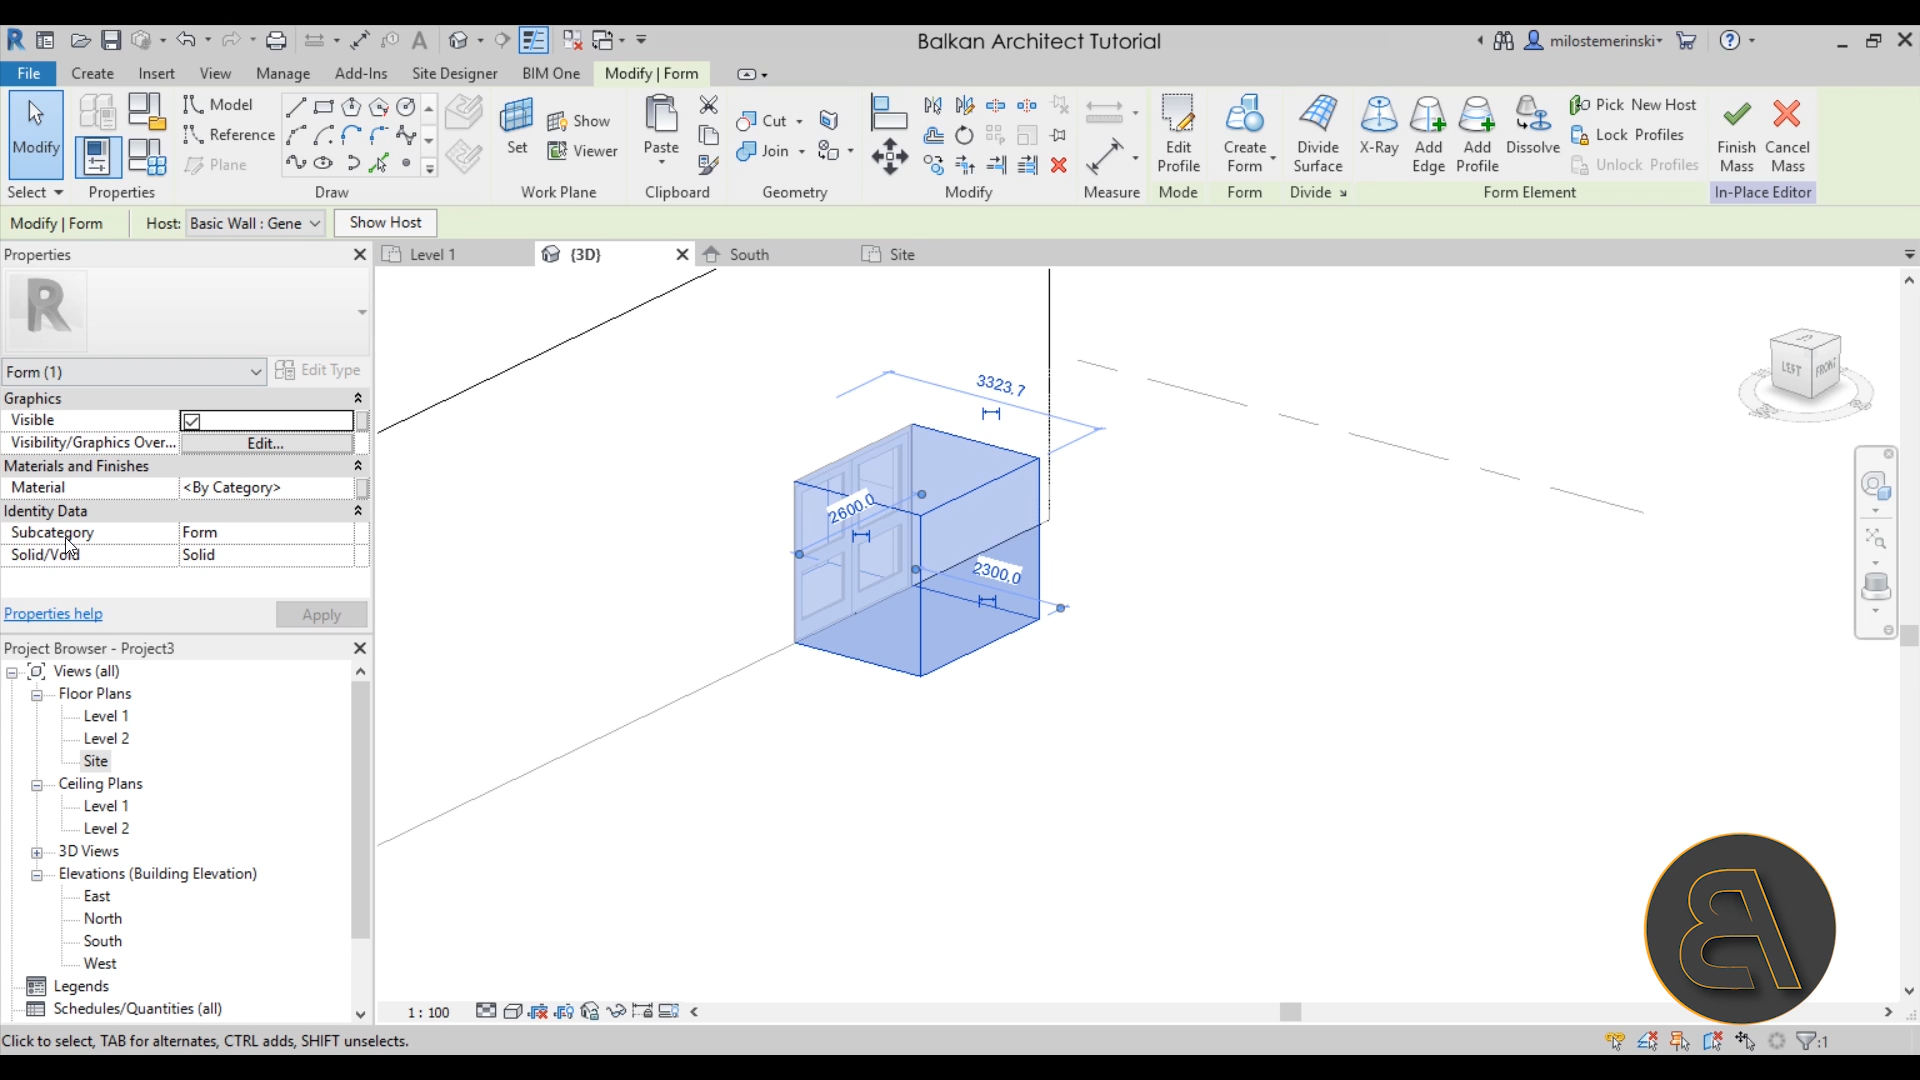 Balkan Architect Tutorial
milostemerinski
File Create Insert View Manage Add-Ins Site Designer BIM One Modify | Form
Modify
Model
Reference
Plane
Set
Show
Viewer
Paste
Cut
Join
Edit Profile
Create Form
Divide Surface
X-Ray
Add Edge
Add Profile
Dissolve
Pick New Host
Lock Profiles
Unlock Profiles
Finish Mass
Cancel Mass
Select Properties Draw Work Plane Clipboard Geometry Modify Measure Mode Form Divide Form Element In-Place Editor
Modify | Form Host: Basic Wall : Gene Show Host
Properties
Level 1 {3D} South Site
R
Form (1) Edit Type
Graphics
Visible
Visibility/Graphics Over... Edit...
Materials and Finishes
Material <By Category>
Identity Data
Subcategory Form
Solid/Void Solid
Properties help Apply
3323,7
2600,0
2300,0
LEFT FRONT
Project Browser - Project3
Views (all)
Floor Plans
Level 1
Level 2
Site
Ceiling Plans
Level 1
Level 2
3D Views
Elevations (Building Elevation)
East
North
South
West
Legends
Schedules/Quantities (all)
1 : 100
Click to select, TAB for alternates, CTRL adds, SHIFT unselects.
:1